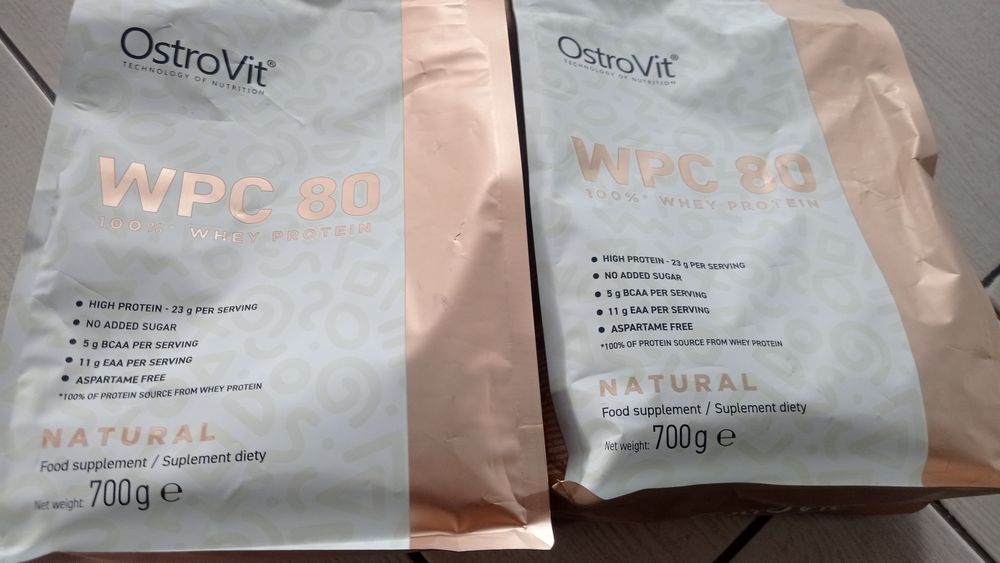 OstroVit®
TECHNOLOGY OF NUTRITION
WPC 80
100%* WHEY PROTEIN
• HIGH PROTEIN - 23 g PER SERVING
• NO ADDED SUGAR
• 5 g BCAA PER SERVING
• 11 g EAA PER SERVING
• ASPARTAME FREE
*100% OF PROTEIN SOURCE FROM WHEY PROTEIN
NATURAL
Food supplement / Suplement diety
Net weight: 700g ℮
OstroVit®
TECHNOLOGY OF NUTRITION
WPC 80
100%* WHEY PROTEIN
• HIGH PROTEIN - 23 g PER SERVING
• NO ADDED SUGAR
• 5 g BCAA PER SERVING
• 11 g EAA PER SERVING
• ASPARTAME FREE
*100% OF PROTEIN SOURCE FROM WHEY PROTEIN
NATURAL
Food supplement / Suplement diety
Net weight: 700g ℮